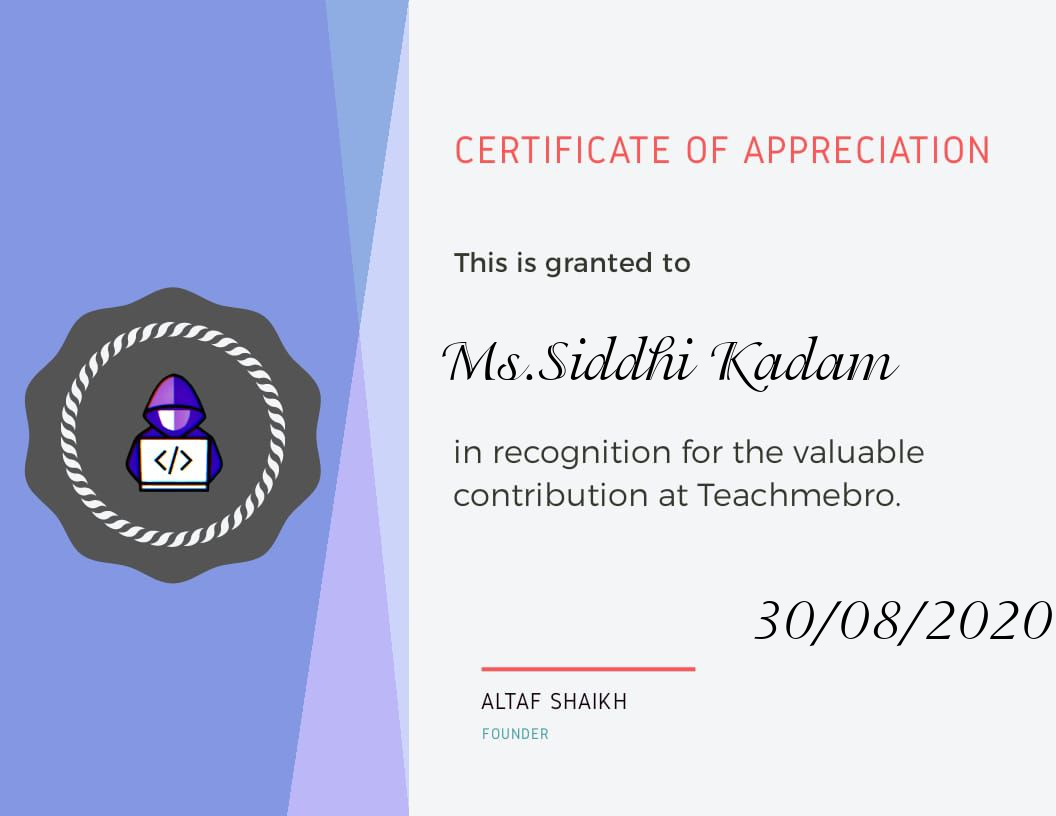 CERTIFICATE OF APPRECIATION
This is granted to
Ms.Siddhi Kadam
in recognition for the valuable
contribution at Teachmebro.
30/08/2020
ALTAF SHAIKH
FOUNDER
</>